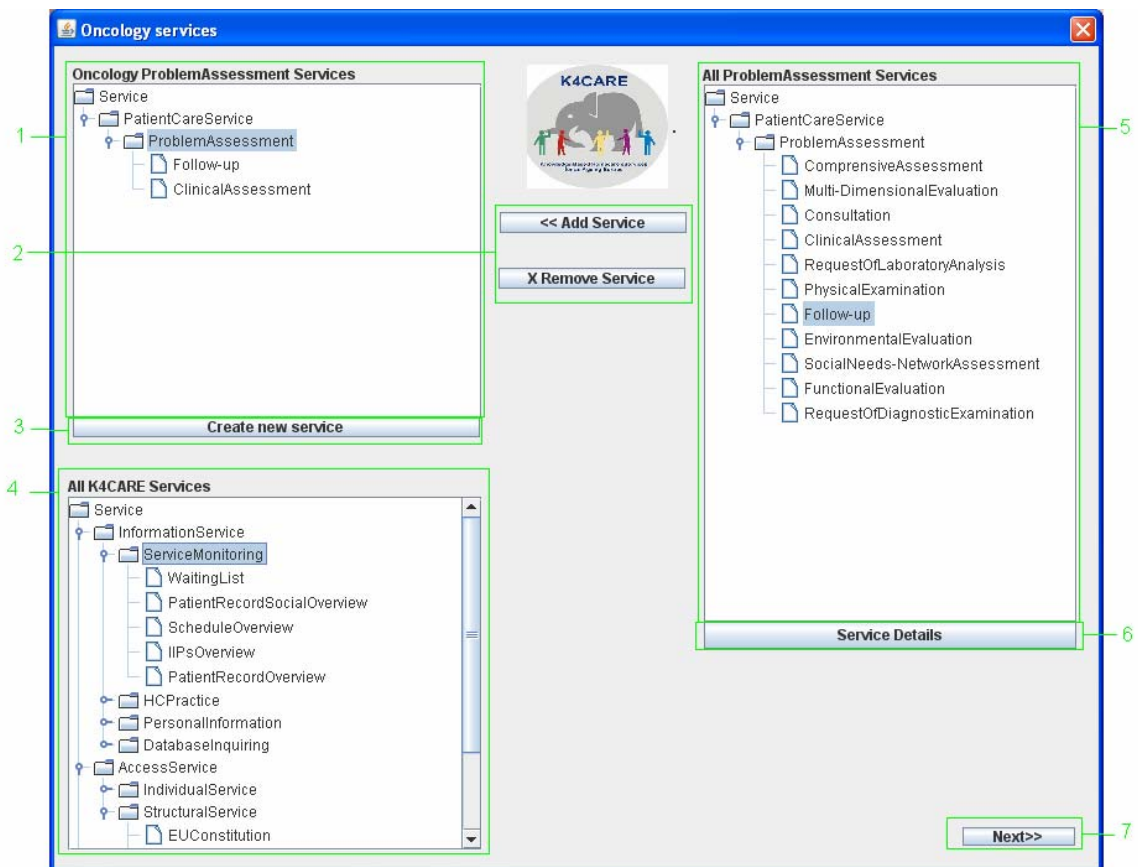 Oncology services
Oncology ProblemAssessment Services
Service
PatientCareService
ProblemAssessment
Follow-up
ClinicalAssessment
1
2
3
Create new service
4
All K4CARE Services
Service
InformationService
ServiceMonitoring
WaitingList
PatientRecordSocialOverview
ScheduleOverview
IIPsOverview
PatientRecordOverview
HCPractice
PersonalInformation
DatabaseInquiring
AccessService
IndividualService
StructuralService
EUConstitution
K4CARE
<< Add Service
X Remove Service
All ProblemAssessment Services
Service
PatientCareService
ProblemAssessment
ComprensiveAssessment
Multi-DimensionalEvaluation
Consultation
ClinicalAssessment
RequestOfLaboratoryAnalysis
PhysicalExamination
Follow-up
EnvironmentalEvaluation
SocialNeeds-NetworkAssessment
FunctionalEvaluation
RequestOfDiagnosticExamination
5
Service Details
6
Next>>
7